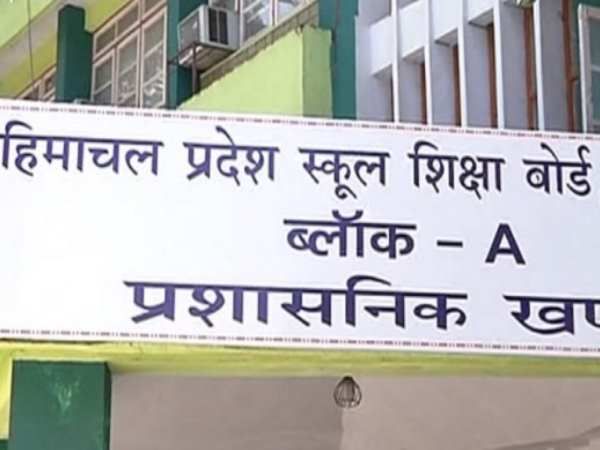 हिमाचल प्रदेश स्कूल शिक्षा बोर्ड
ब्लॉक - A
प्रशासनिक